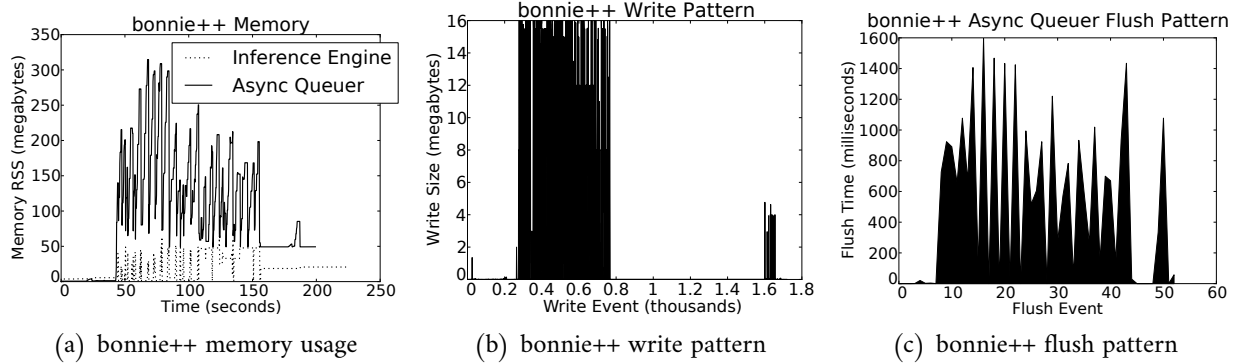 bonnie++ Memory
350
300
250
200
150
100
50
0
Memory RSS (megabytes)
Inference Engine
Async Queuer
0 50 100 150 200 250
Time (seconds)
(a) bonnie++ memory usage
bonnie++ Write Pattern
16
14
12
10
8
6
4
2
0
Write Size (megabytes)
0 0.2 0.4 0.6 0.8 1.0 1.2 1.4 1.6 1.8
Write Event (thousands)
(b) bonnie++ write pattern
bonnie++ Async Queuer Flush Pattern
1600
1400
1200
1000
800
600
400
200
0
Flush Time (milliseconds)
0 10 20 30 40 50 60
Flush Event
(c) bonnie++ flush pattern